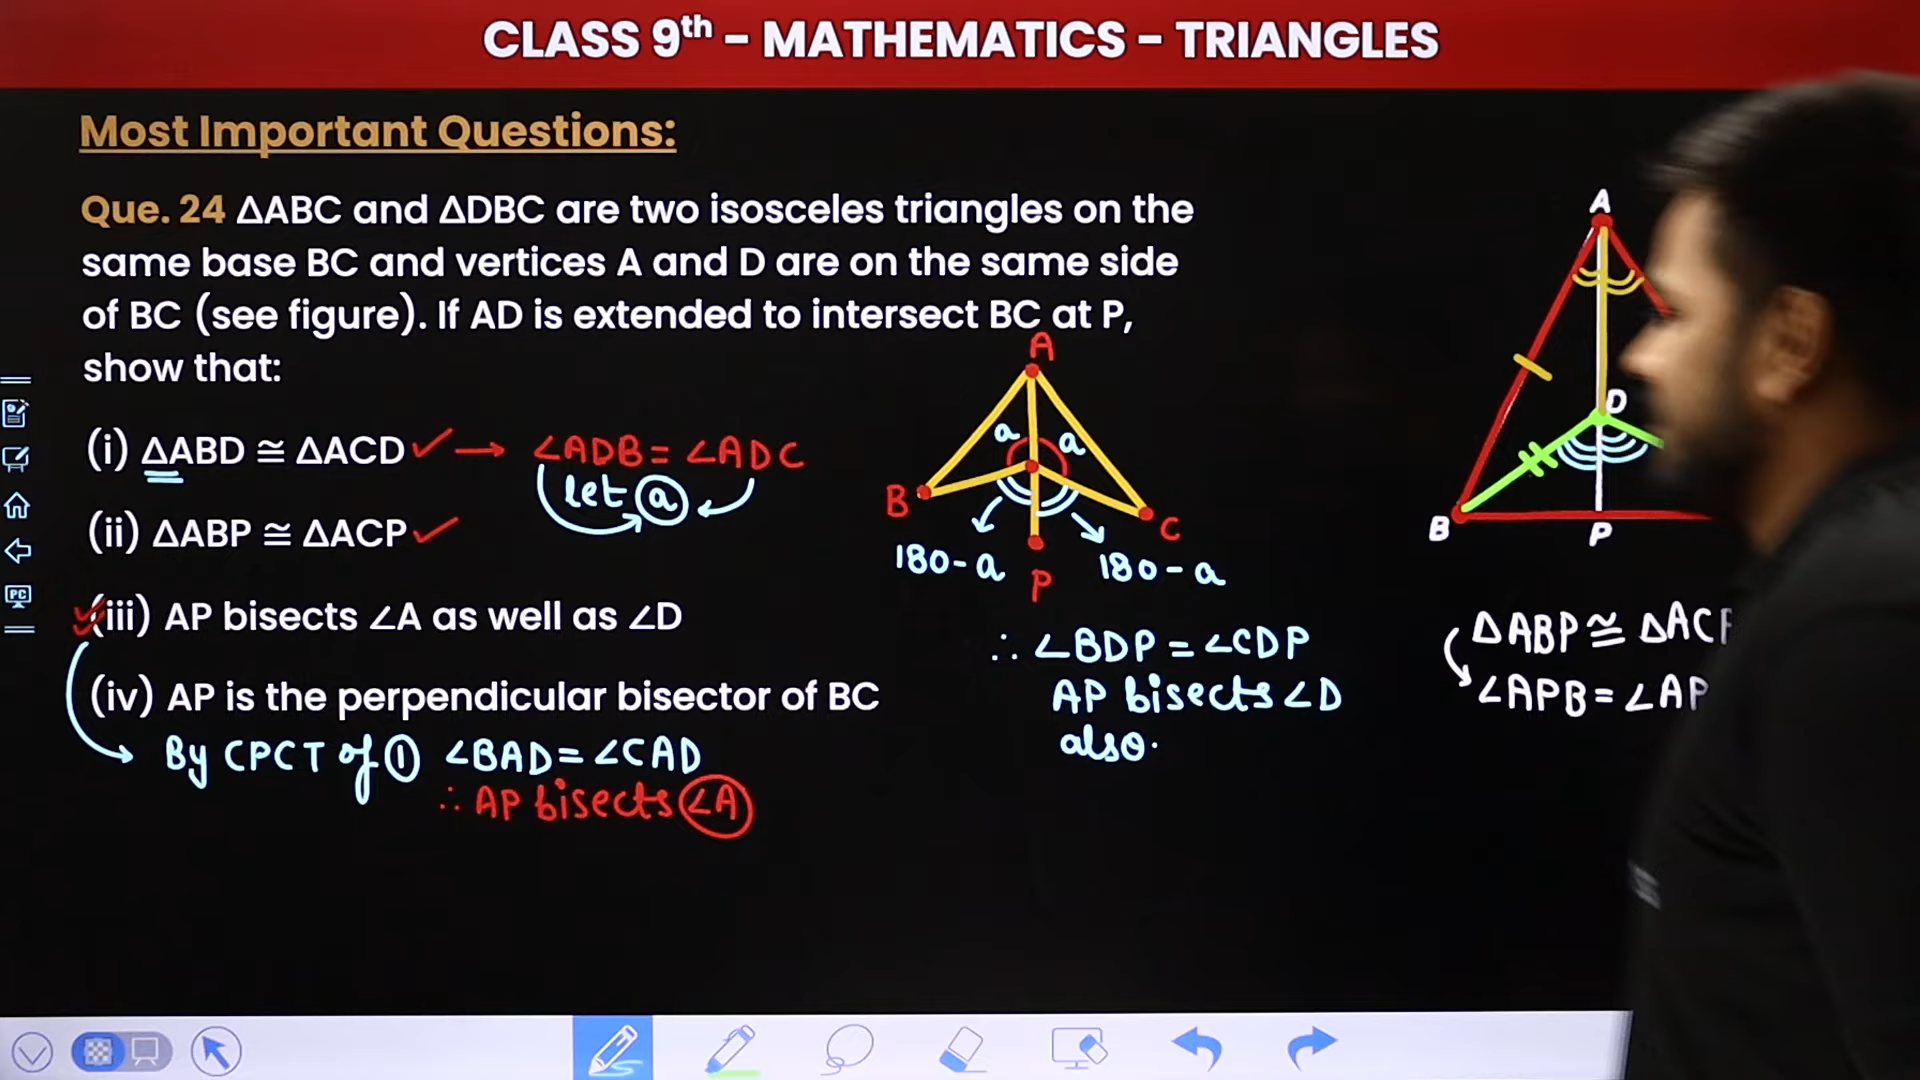 CLASS 9th – MATHEMATICS – TRIANGLES
Most Important Questions:
Que. 24 ΔABC and ΔDBC are two isosceles triangles on the
same base BC and vertices A and D are on the same side
of BC (see figure). If AD is extended to intersect BC at P,
show that:
(i) ΔABD ≅ ΔACD → ∠ADB = ∠ADC
let a
(ii) ΔABP ≅ ΔACP
(iii) AP bisects ∠A as well as ∠D
(iv) AP is the perpendicular bisector of BC
By CPCT of ① ∠BAD = ∠CAD
∴ AP bisects ∠A
A
a a
B
C
180-a
P
180-a
∴ ∠BDP = ∠CDP
AP bisects ∠D
also.
A
D
B
P
ΔABP ≅ ΔAC
∠APB = ∠AP
PC